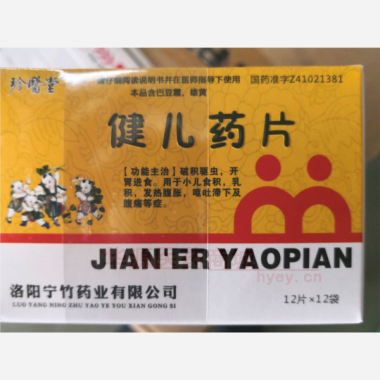 珍醫堂
请仔细阅读说明书并在医师指导下使用
国药准字Z41021381
本品含巴豆霜、雄黄
健儿药片
【功能主治】破积驱虫，开
胃进食。用于小儿食积，乳
积，发热腹胀，呕吐滞下及
腹痛等症。
JIAN'ER YAOPIAN
hyey.cn
洛阳宁竹药业有限公司
LUO YANG NING ZHU YAO YE YOU XIAN GONG SI
12片×12袋